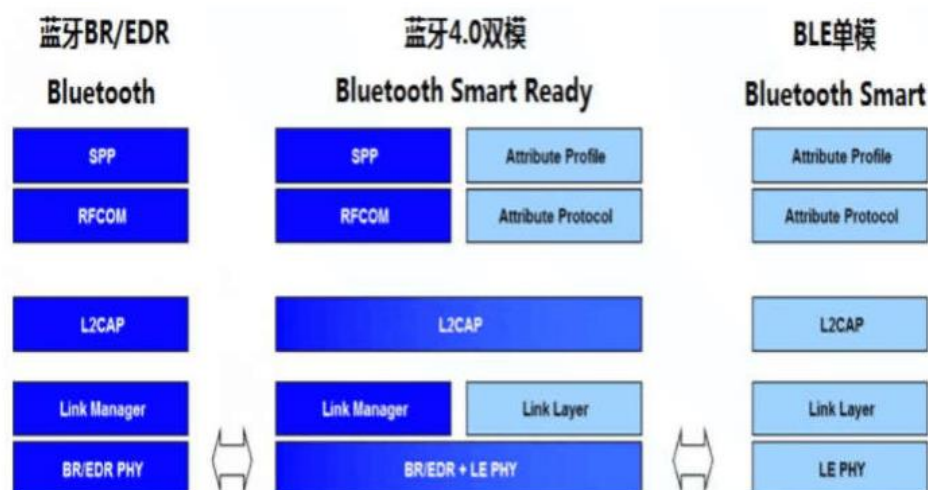 蓝牙BR/EDR 蓝牙4.0双模 BLE单模
Bluetooth Bluetooth Smart Ready Bluetooth Smart
SPP SPP Attribute Profile Attribute Profile
RFCOM RFCOM Attribute Protocol Attribute Protocol
L2CAP L2CAP L2CAP
Link Manager Link Manager Link Layer Link Layer
BR/EDR PHY BR/EDR + LE PHY LE PHY